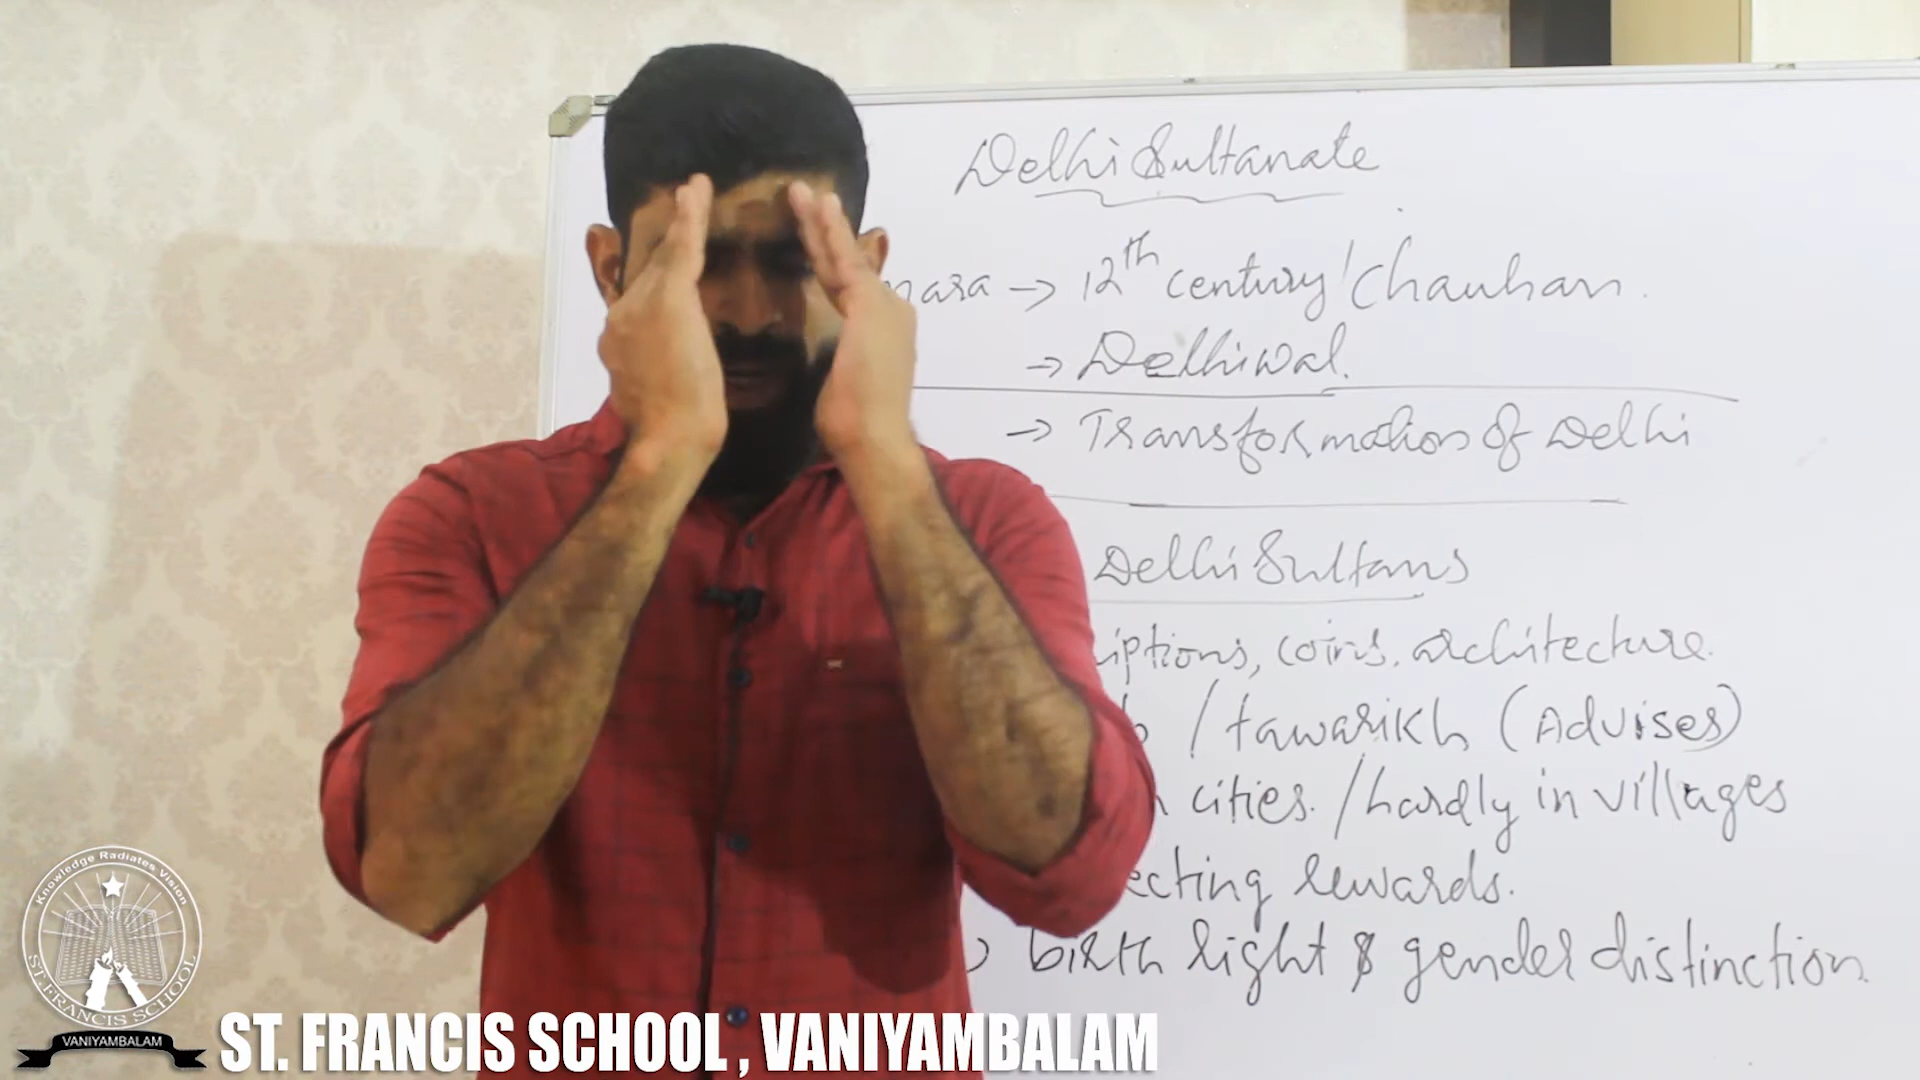 Delhi Sultanate
mara → 12th century / Chauhan.
→ Delhiwal.
→ Transformation of Delhi
Delhi Sultans
iptions, coins, architecture.
/ tawarikh (Advises)
cities. / hardly in villages
ecting rewards.
birth right & gender distinction.
Knowledge Radiates Vision
ST. FRANCIS SCHOOL
VANIYAMBALAM
ST. FRANCIS SCHOOL, VANIYAMBALAM